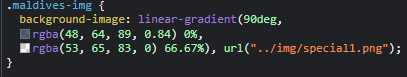 .maldives-img {
background-image: linear-gradient(90deg,
rgba(48, 64, 89, 0.84) 0%,
rgba(53, 65, 83, 0) 66.67%), url("../img/special1.png");
}